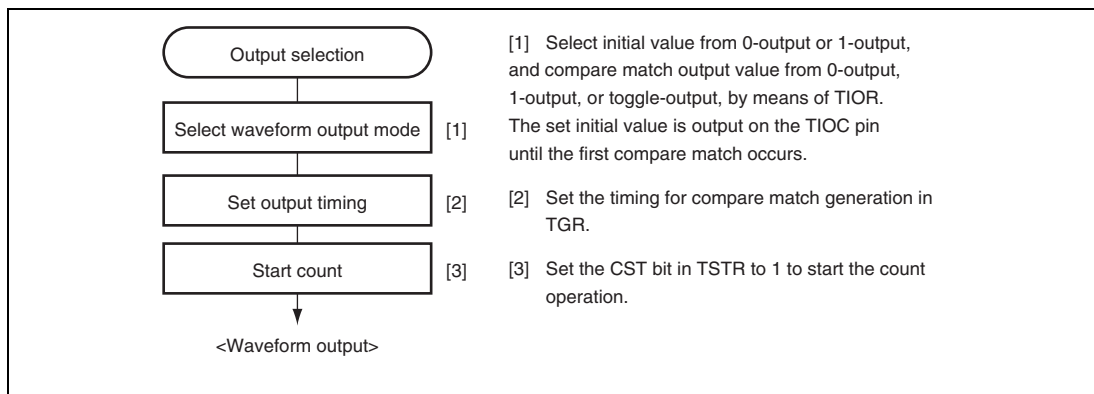 Output selection
Select waveform output mode [1]
Set output timing [2]
Start count [3]
<Waveform output>
[1] Select initial value from 0-output or 1-output,
and compare match output value from 0-output,
1-output, or toggle-output, by means of TIOR.
The set initial value is output on the TIOC pin
until the first compare match occurs.
[2] Set the timing for compare match generation in
TGR.
[3] Set the CST bit in TSTR to 1 to start the count
operation.